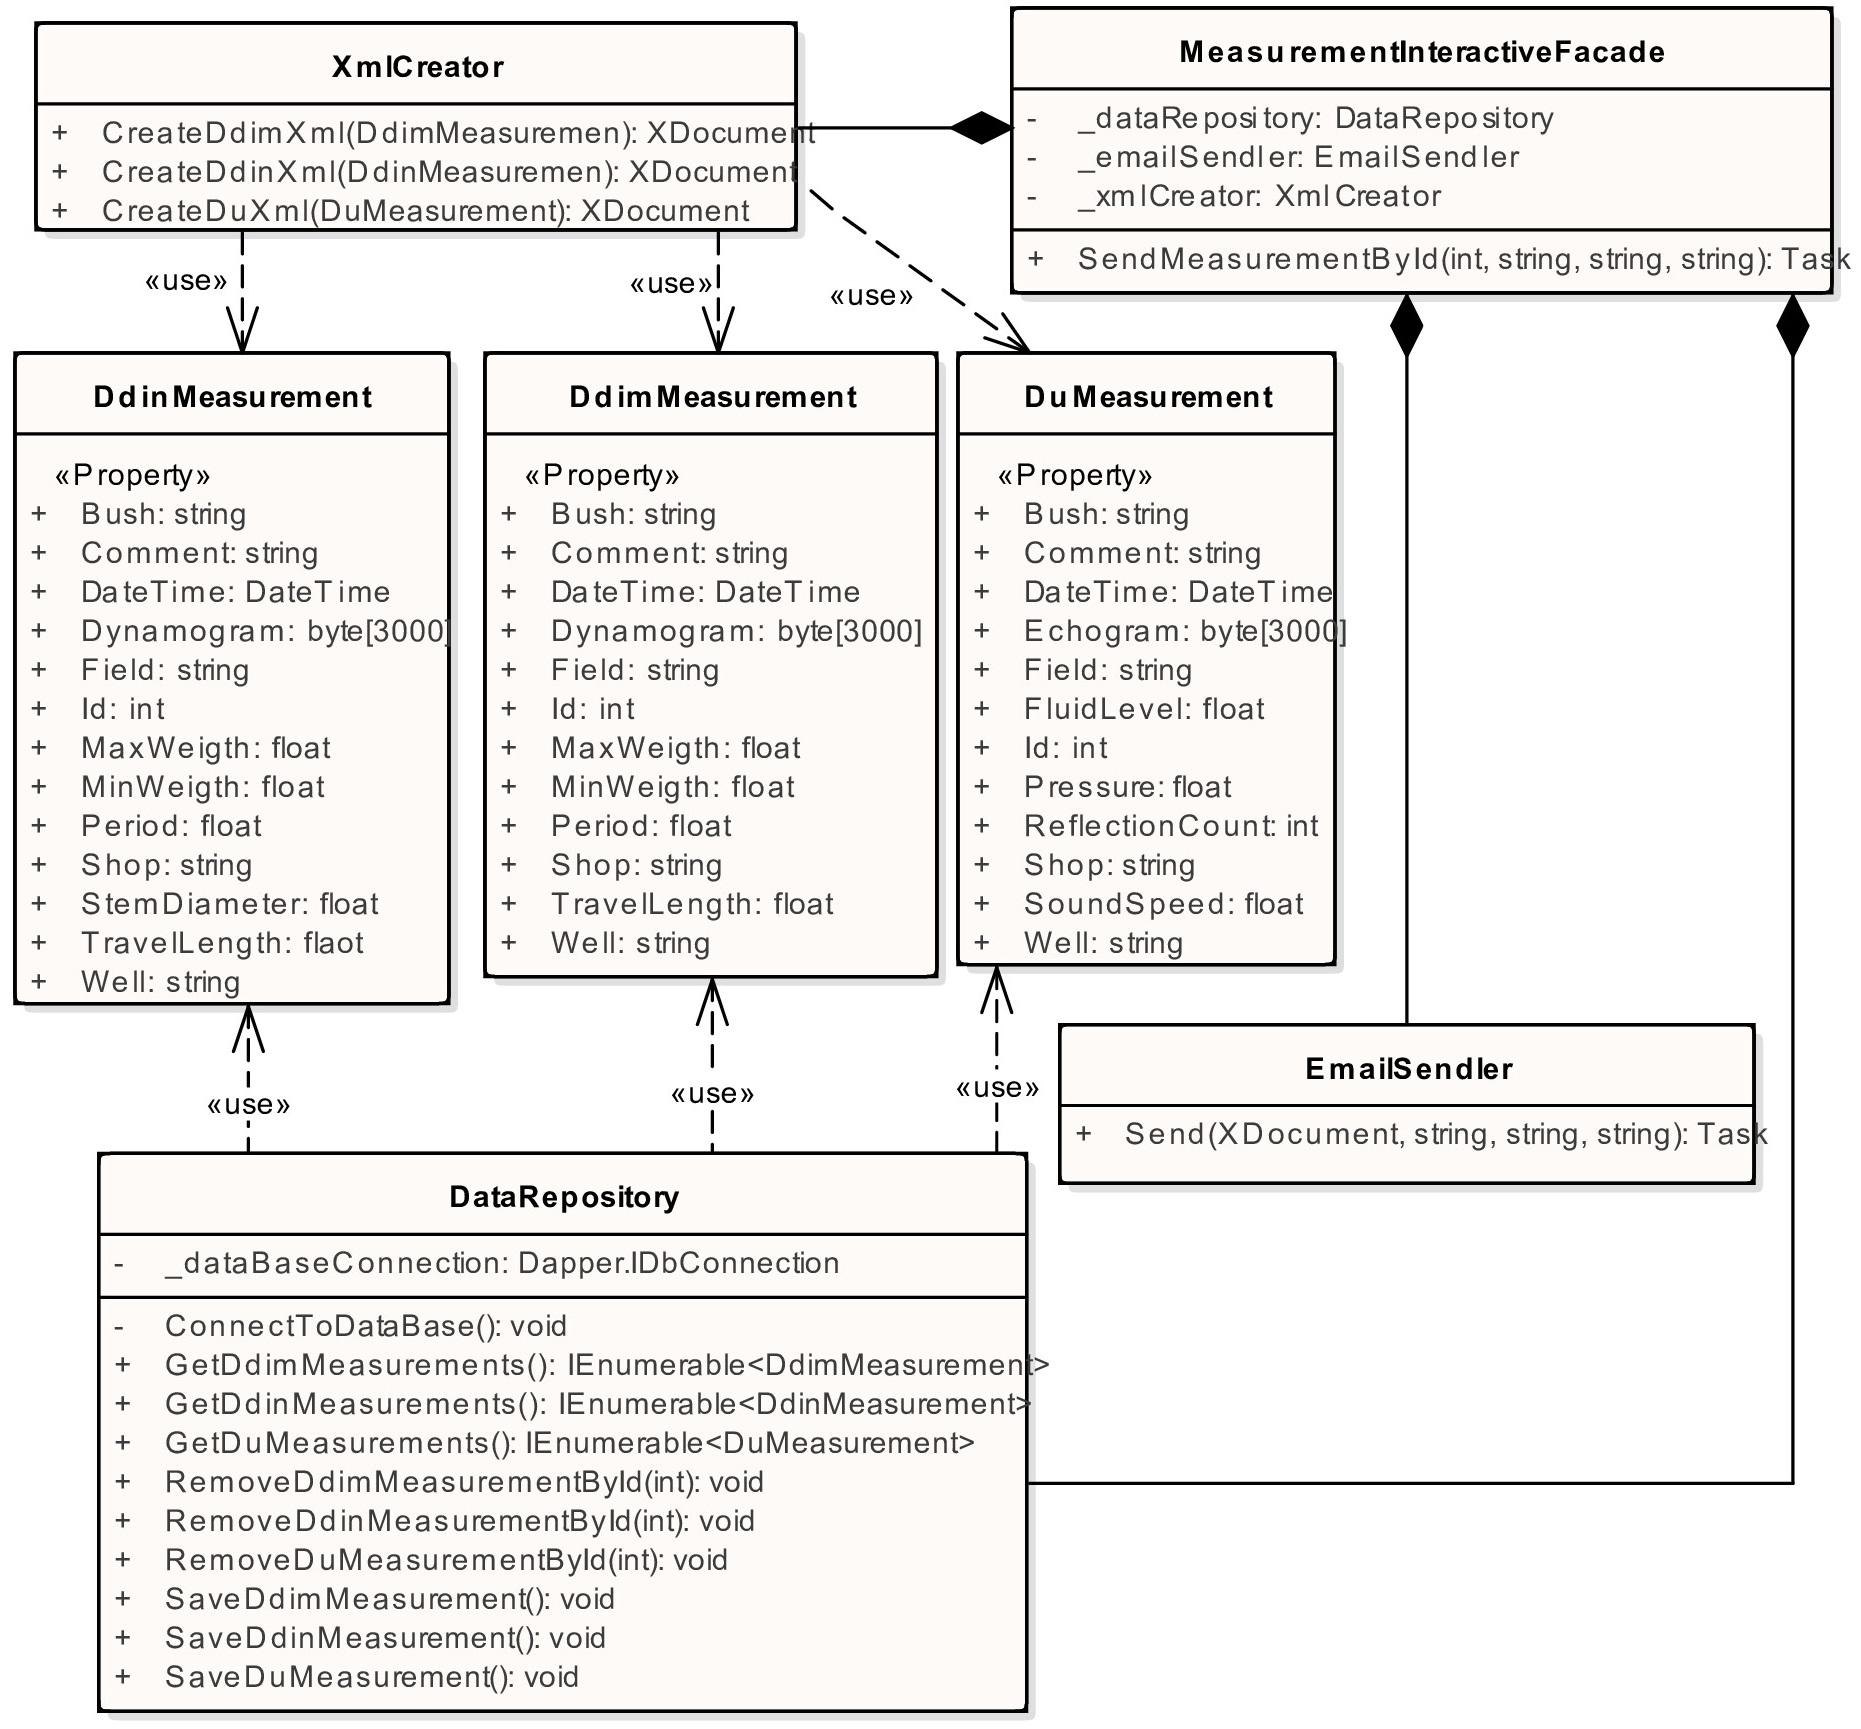 XmlCreator
+ CreateDdimXml(DdimMeasuremen): XDocument
+ CreateDdinXml(DdinMeasuremen): XDocument
+ CreateDuXml(DuMeasurement): XDocument
MeasurementInteractiveFacade
- _dataRepository: DataRepository
- _emailSendler: EmailSendler
- _xmlCreator: XmlCreator
+ SendMeasurementById(int, string, string, string): Task
«use»
«use»
«use»
DdinMeasurement
«Property»
+ Bush: string
+ Comment: string
+ DateTime: DateTime
+ Dynamogram: byte[3000]
+ Field: string
+ Id: int
+ MaxWeigth: float
+ MinWeigth: float
+ Period: float
+ Shop: string
+ StemDiameter: float
+ TravelLength: flaot
+ Well: string
DdimMeasurement
«Property»
+ Bush: string
+ Comment: string
+ DateTime: DateTime
+ Dynamogram: byte[3000]
+ Field: string
+ Id: int
+ MaxWeigth: float
+ MinWeigth: float
+ Period: float
+ Shop: string
+ TravelLength: float
+ Well: string
DuMeasurement
«Property»
+ Bush: string
+ Comment: string
+ DateTime: DateTime
+ Echogram: byte[3000]
+ Field: string
+ FluidLevel: float
+ Id: int
+ Pressure: float
+ ReflectionCount: int
+ Shop: string
+ SoundSpeed: float
+ Well: string
«use»
«use»
«use»
EmailSendler
+ Send(XDocument, string, string, string): Task
DataRepository
- _dataBaseConnection: Dapper.IDbConnection
- ConnectToDataBase(): void
+ GetDdimMeasurements(): IEnumerable<DdimMeasurement>
+ GetDdinMeasurements(): IEnumerable<DdinMeasurement>
+ GetDuMeasurements(): IEnumerable<DuMeasurement>
+ RemoveDdimMeasurementById(int): void
+ RemoveDdinMeasurementById(int): void
+ RemoveDuMeasurementById(int): void
+ SaveDdimMeasurement(): void
+ SaveDdinMeasurement(): void
+ SaveDuMeasurement(): void